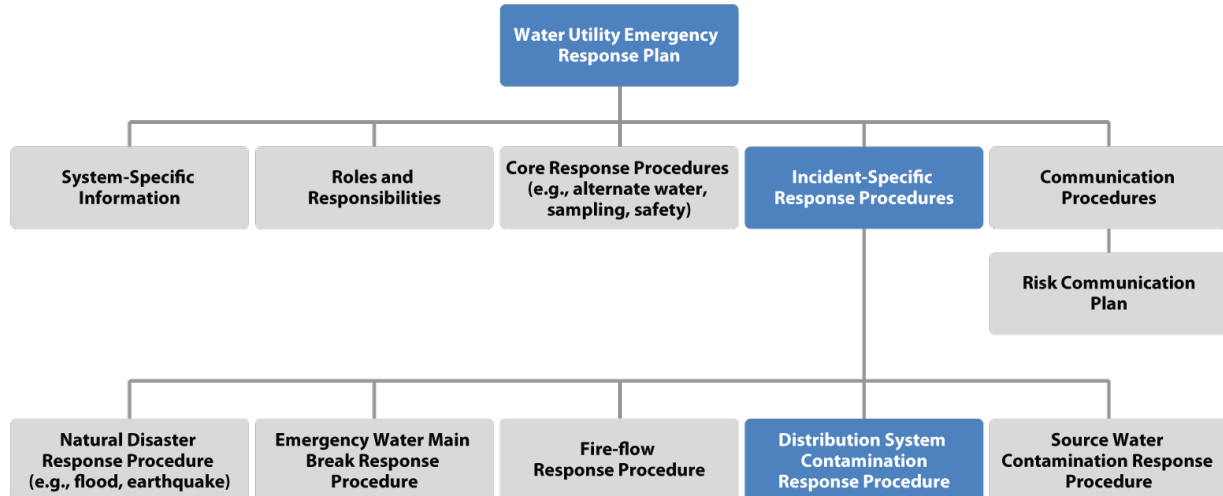 Water Utility Emergency
Response Plan
System-Specific
Information
Roles and
Responsibilities
Core Response Procedures
(e.g., alternate water,
sampling, safety)
Incident-Specific
Response Procedures
Communication
Procedures
Risk Communication
Plan
Natural Disaster
Response Procedure
(e.g., flood, earthquake)
Emergency Water Main
Break Response
Procedure
Fire-flow
Response Procedure
Distribution System
Contamination
Response Procedure
Source Water
Contamination Response
Procedure